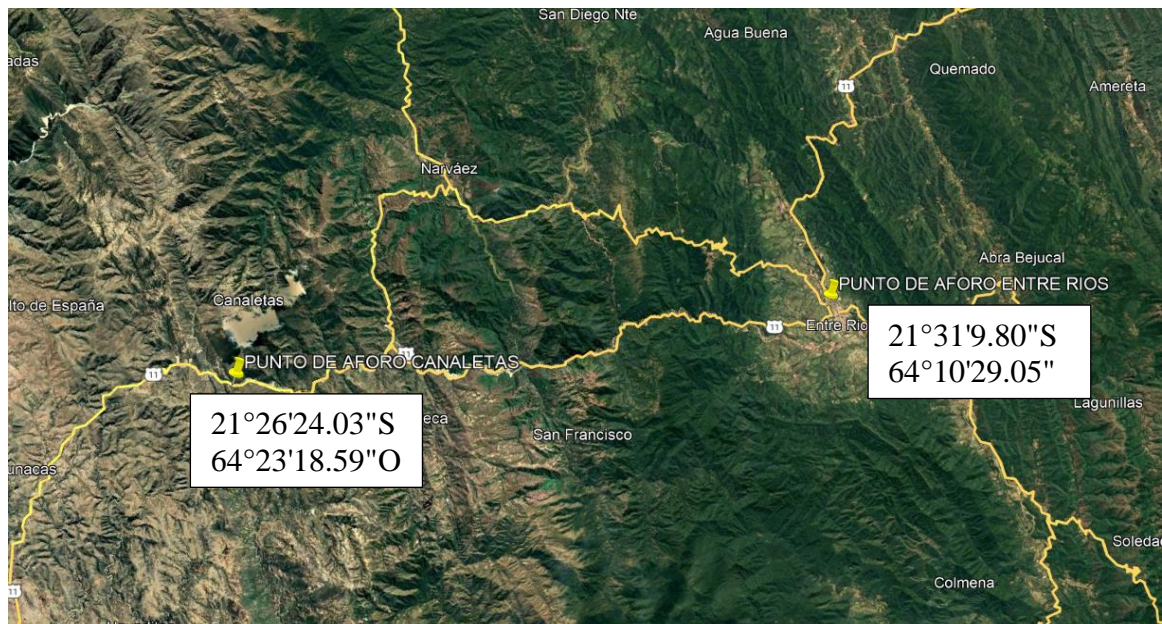 San Diego Nte
Agua Buena
adas
Quemado
11
Amereta
Narváez
Abra Bejucal
PUNTO DE AFORO ENTRE RIOS
Canaletas
lto de España
11
Entre Rio
21°31'9.80"S
64°10'29.05"
11
PUNTO DE AFORO CANALETAS
11
Lagunillas
21°26'24.03"S
64°23'18.59"O
eca
San Francisco
unacas
Soledad
Colmena
11